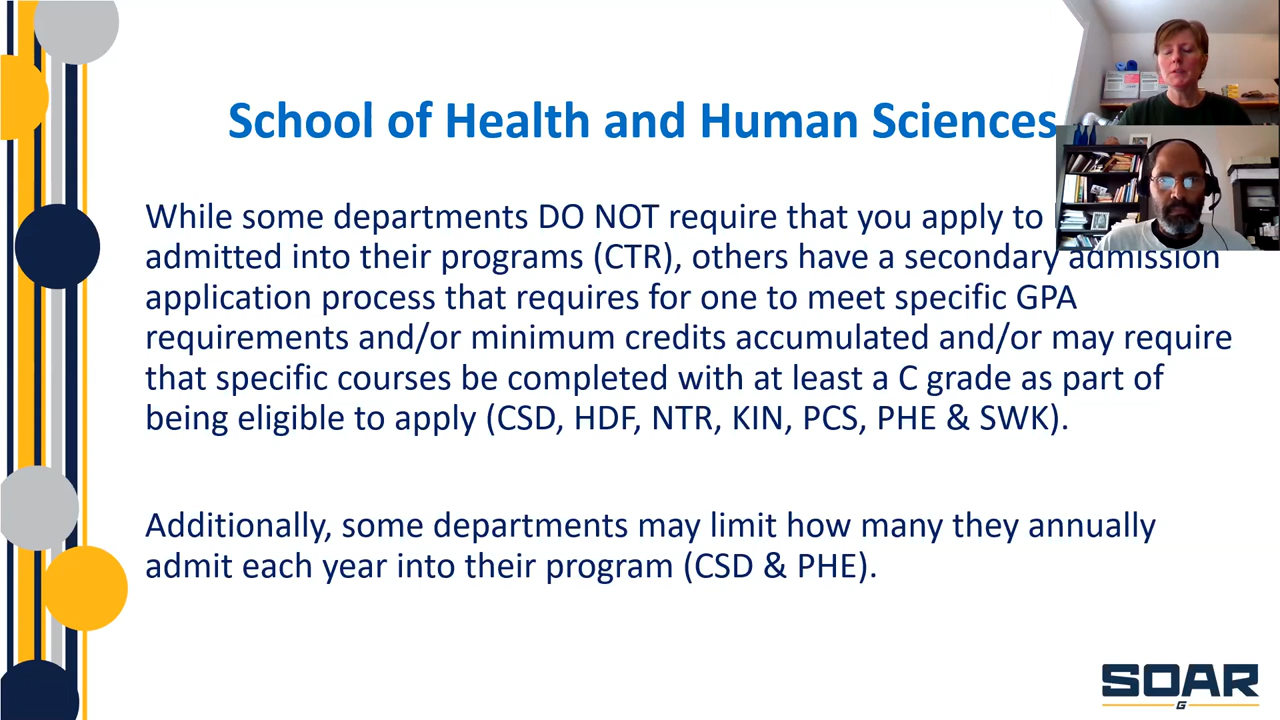 School of Health and Human Sciences
While some departments DO NOT require that you apply to
admitted into their programs (CTR), others have a secondary admission
application process that requires for one to meet specific GPA
requirements and/or minimum credits accumulated and/or may require
that specific courses be completed with at least a C grade as part of
being eligible to apply (CSD, HDF, NTR, KIN, PCS, PHE & SWK).
Additionally, some departments may limit how many they annually
admit each year into their program (CSD & PHE).
SOAR
G